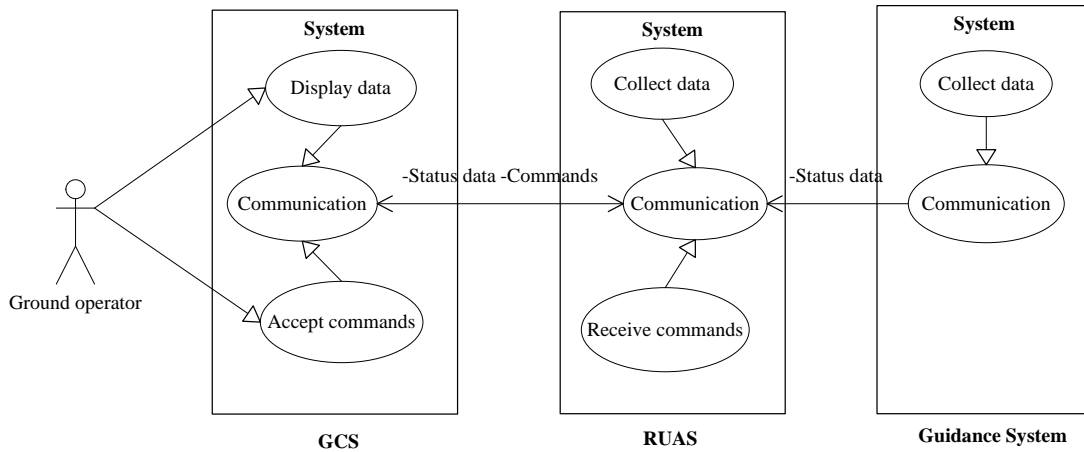 System
System
System
Display data
Collect data
Collect data
-Status data -Commands
-Status data
Communication
Communication
Communication
Ground operator
Accept commands
Receive commands
GCS
RUAS
Guidance System